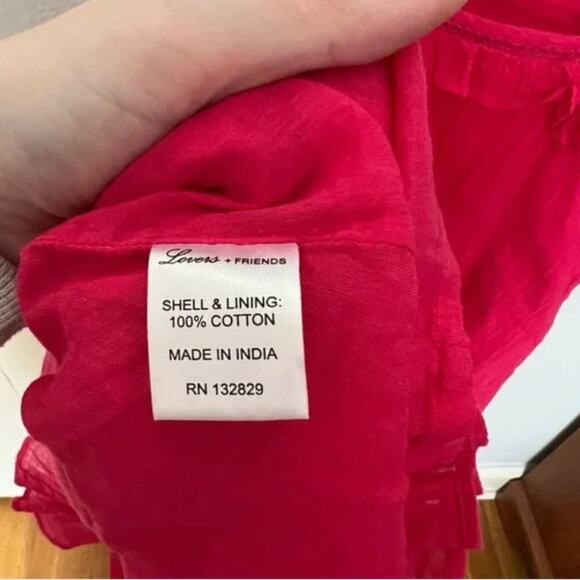 Lovers + FRIENDS
SHELL & LINING:
100% COTTON
MADE IN INDIA
RN 132829